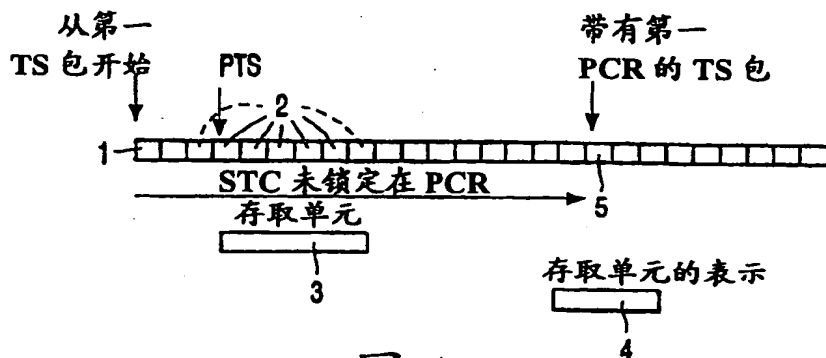 从第一
TS 包开始
PTS
带有第一
PCR 的 TS 包
2
1
STC 未锁定在 PCR
5
存取单元
3
存取单元的表示
4